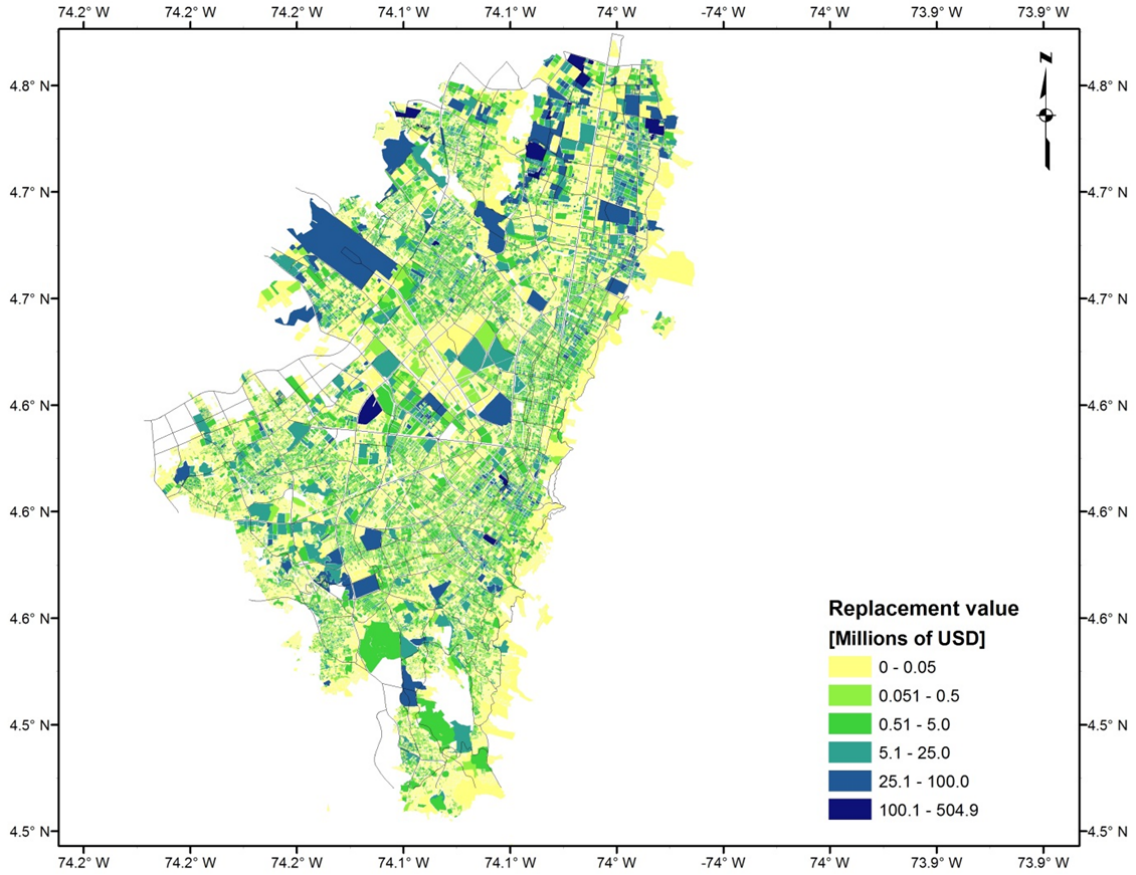 74.2° W 74.2° W 74.2° W 74.1° W 74.1° W 74° W -74° W 74° W 73.9° W 73.9° W
N
4.8° N 4.8° N
4.7° N 4.7° N
4.7° N 4.7° N
4.6° N 4.6° N
4.6° N 4.6° N
4.6° N 4.6° N
4.5° N 4.5° N
4.5° N 4.5° N
Replacement value
[Millions of USD]
0 - 0.05
0.051 - 0.5
0.51 - 5.0
5.1 - 25.0
25.1 - 100.0
100.1 - 504.9
74.2° W 74.2° W 74.2° W 74.1° W 74.1° W 74° W -74° W 74° W 73.9° W 73.9° W